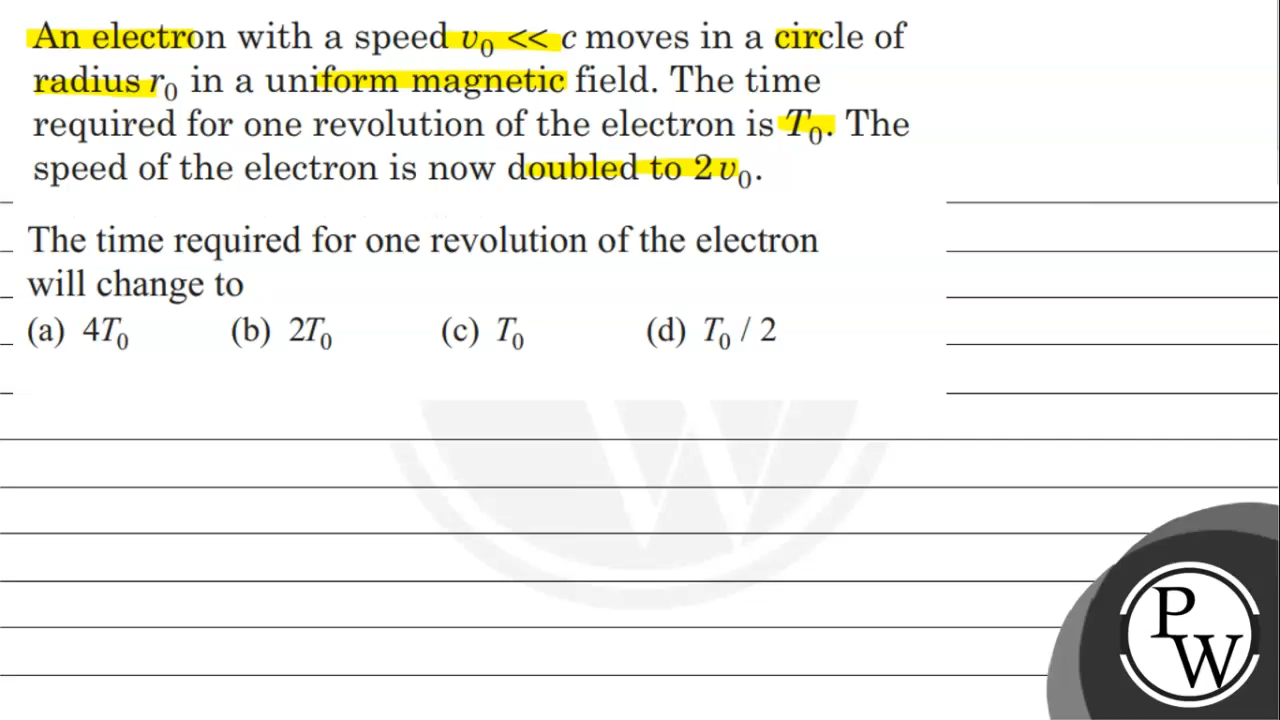 An electron with a speed v₀ << c moves in a circle of
radius r₀ in a uniform magnetic field. The time
required for one revolution of the electron is T₀. The
speed of the electron is now doubled to 2v₀.
The time required for one revolution of the electron
will change to
(a) 4T₀ (b) 2T₀ (c) T₀ (d) T₀ / 2
P
W